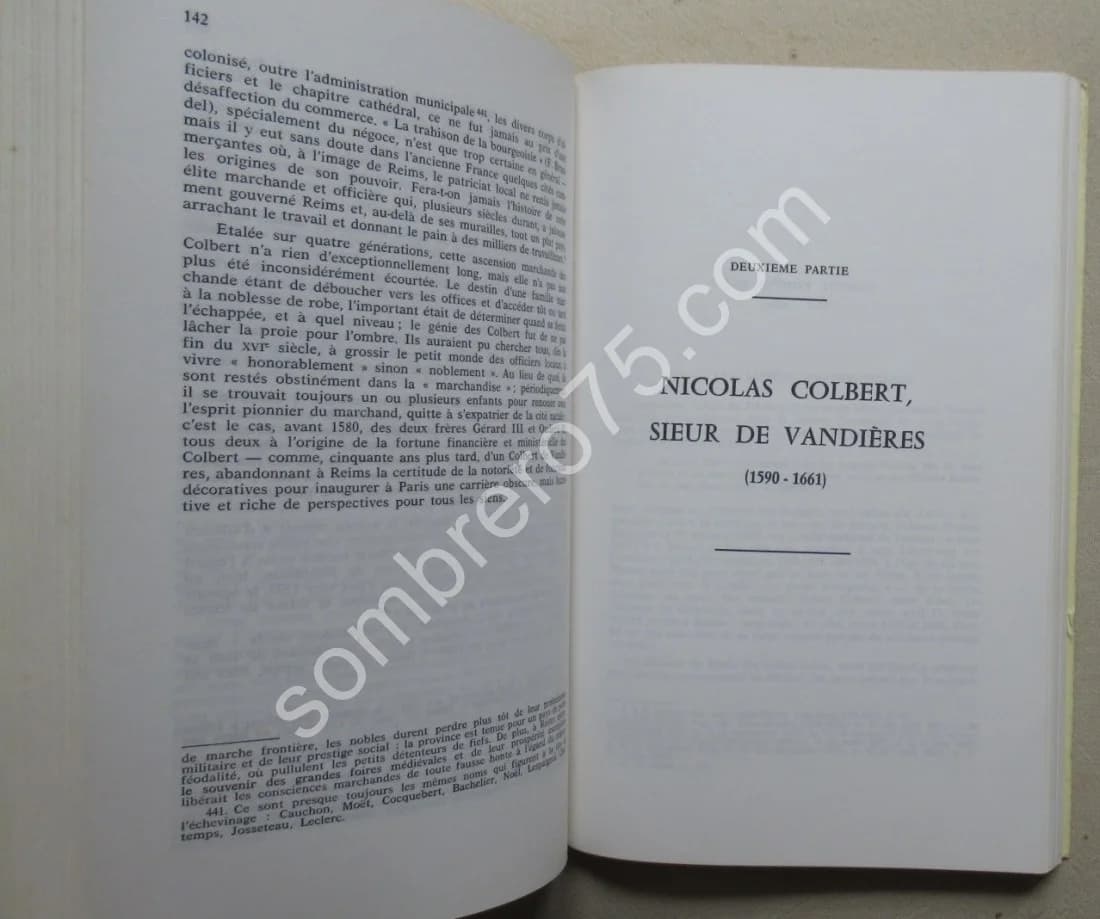 142
colonisé, outre l'administration municipale 441, les divers corps d'of-
ficiers et le chapitre cathédral, ce ne fut jamais au prix d'une
désaffection du commerce. « La trahison de la bourgeoisie » (F. Brau-
del), spécialement du négoce, n'est que trop certaine en général —
mais il y eut sans doute dans l'ancienne France quelques cités com-
merçantes où, à l'image de Reims, le patriciat local ne renia jamais
les origines de son pouvoir. Fera-t-on jamais l'histoire de cette
élite marchande et officière qui, plusieurs siècles durant, a
ment gouverné Reims et, au-delà de ses murailles, tout un plat pays,
arrachant le travail et donnant le pain à des milliers de travailleurs.
Etalée sur quatre générations, cette ascension marchande des
Colbert n'a rien d'exceptionnellement long, mais elle n'a pas non
plus été inconsidérément écourtée. Le destin d'une famille mar-
chande étant de déboucher vers les offices et d'accéder tôt ou tard
à la noblesse de robe, l'important était de déterminer quand se
l'échappée, et à quel niveau ; le génie des Colbert fut de ne pas
lâcher la proie pour l'ombre. Ils auraient pu chercher tous, dès la
fin du XVIe siècle, à grossir le petit monde des officiers locaux, à
vivre « honorablement » sinon « noblement ». Au lieu de quoi, ils
sont restés obstinément dans la « marchandise » ; périodiquement,
il se trouvait toujours un ou plusieurs enfants pour renouer avec
l'esprit pionnier du marchand, quitte à s'expatrier de la cité natale :
c'est le cas, avant 1580, des deux frères Gérard III et
tous deux à l'origine de la fortune financière et ministérielle des
Colbert — comme, cinquante ans plus tard, d'un Colbert de Vandiè-
res, abandonnant à Reims la certitude de la notoriété et de
décoratives pour inaugurer à Paris une carrière obscure, mais lucra-
tive et riche de perspectives pour tous les siens.
de marche frontière, les nobles durent perdre plus tôt de leur
militaire et de leur prestige social : la province est tenue pour un pays de
féodalité, où pullulent les petits détenteurs de fiefs. De plus, à Reims
le souvenir des grandes foires médiévales et de leur prospérité
libérait les consciences marchandes de toute fausse honte à l'égard du
441. Ce sont presque toujours les mêmes noms qui figurent à la
l'échevinage : Cauchon, Moët, Cocquebert, Bachelier, Noël, Lespagnol,
temps, Josseteau, Leclerc.
DEUXIEME PARTIE
NICOLAS COLBERT,
SIEUR DE VANDIÈRES
(1590 - 1661)
sombrero75.com